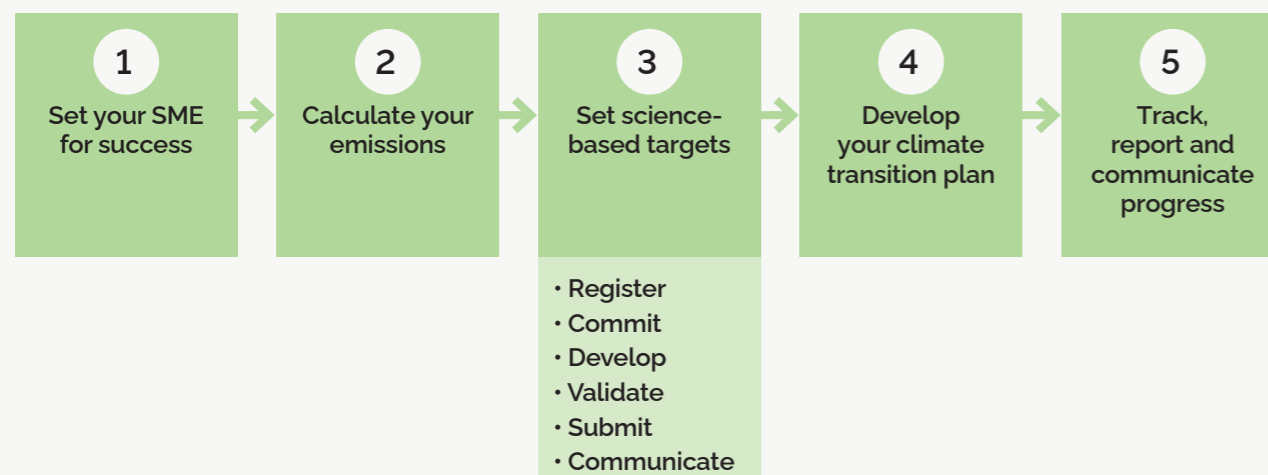 1
Set your SME
for success
2
Calculate your
emissions
3
Set science-
based targets
• Register
• Commit
• Develop
• Validate
• Submit
• Communicate
4
Develop
your climate
transition plan
5
Track,
report and
communicate
progress